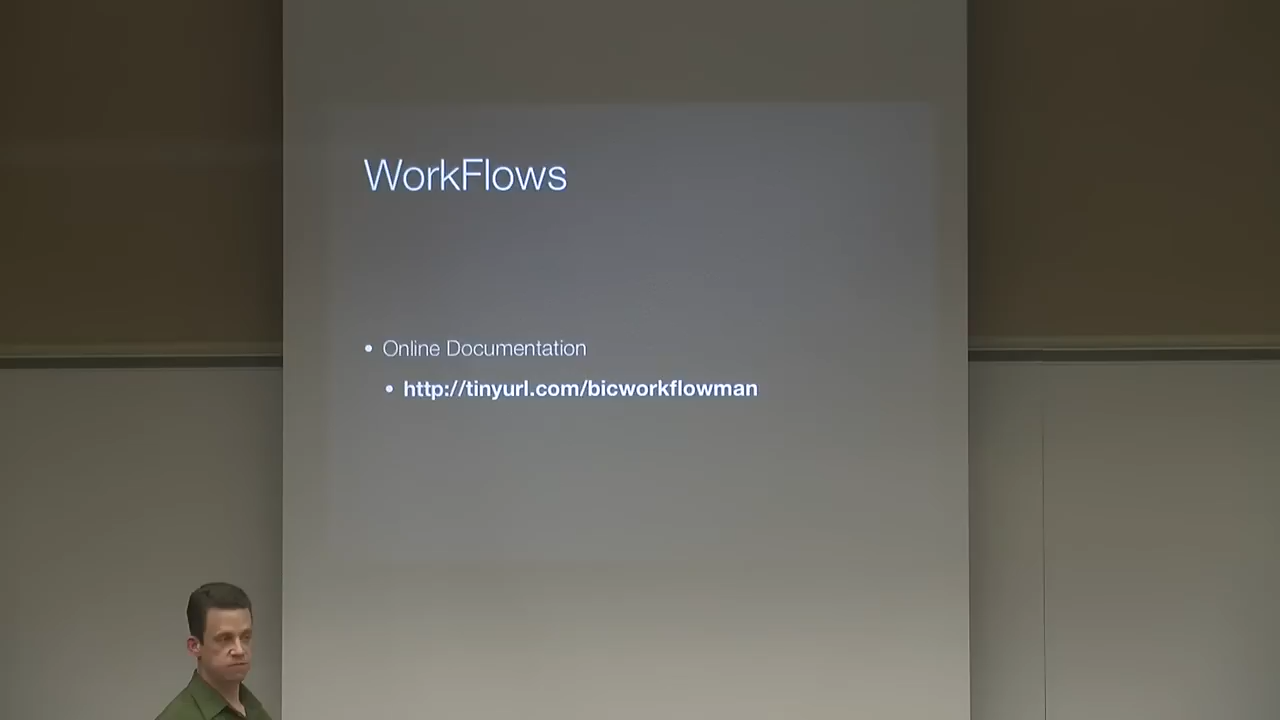 WorkFlows
• Online Documentation
• http://tinyurl.com/bicworkflowman